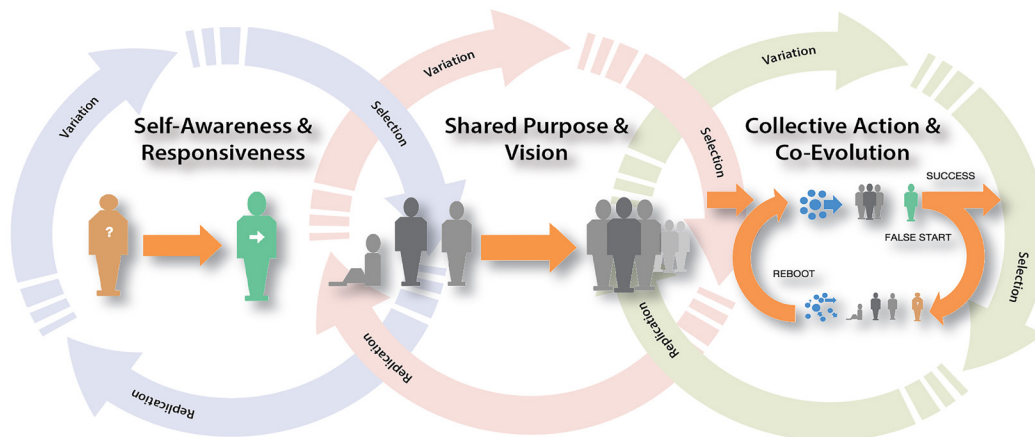 Variation
Selection
Replication
Self-Awareness &
Responsiveness
?
Variation
Selection
Replication
Shared Purpose &
Vision
Variation
Selection
Replication
Collective Action &
Co-Evolution
SUCCESS
FALSE START
REBOOT
?